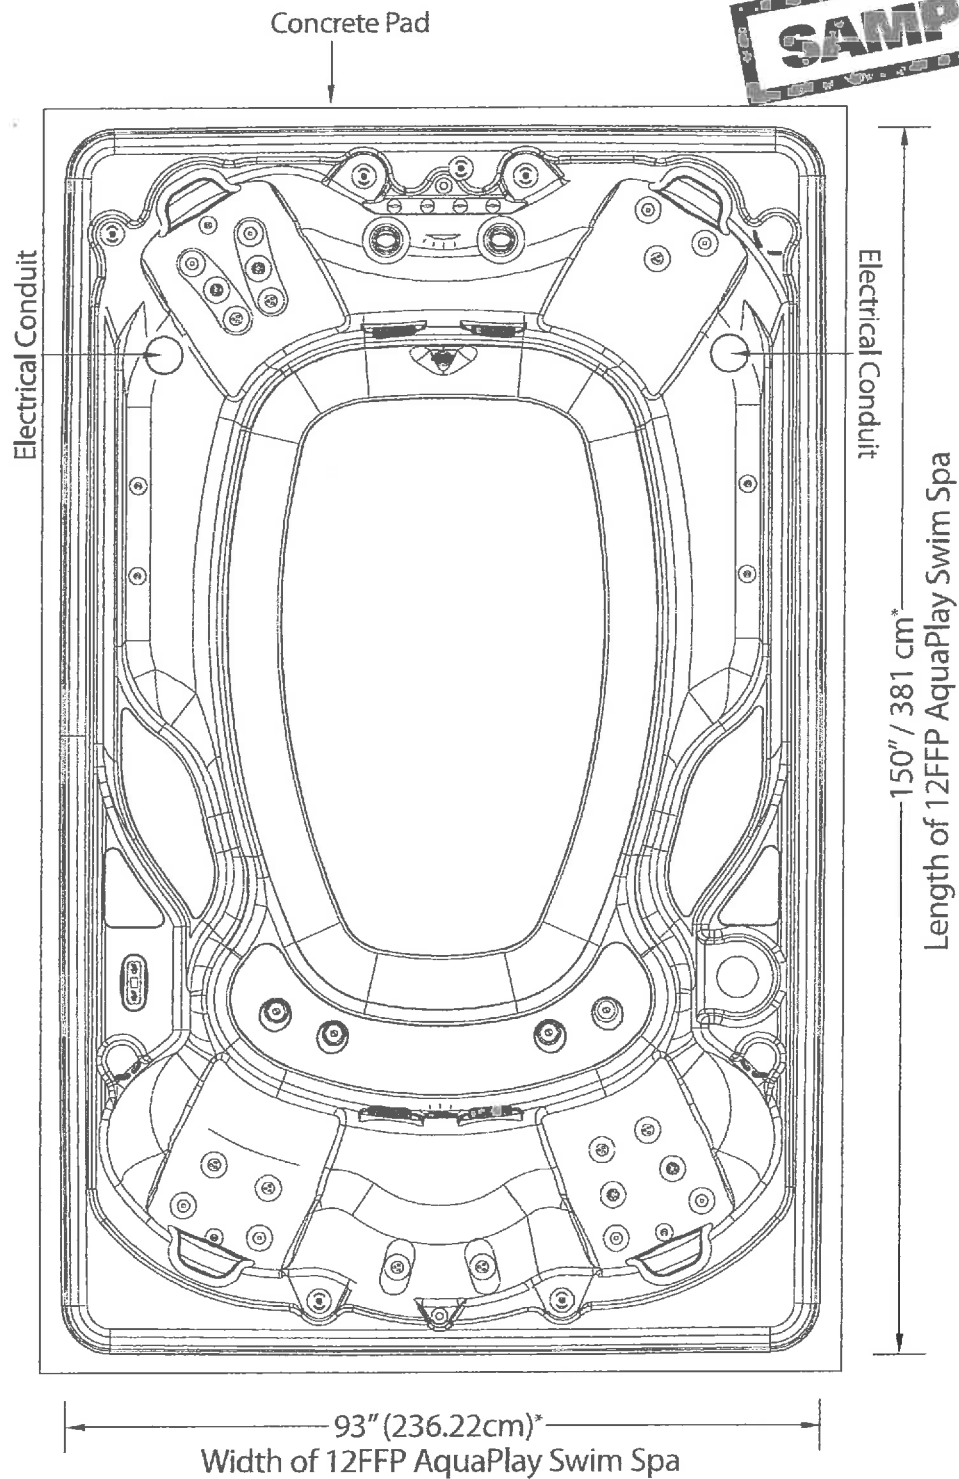 Concrete Pad
Electrical Conduit
Electrical Conduit
150" / 381 cm*
Length of 12FFP AquaPlay Swim Spa
93" (236.22cm)*
Width of 12FFP AquaPlay Swim Spa